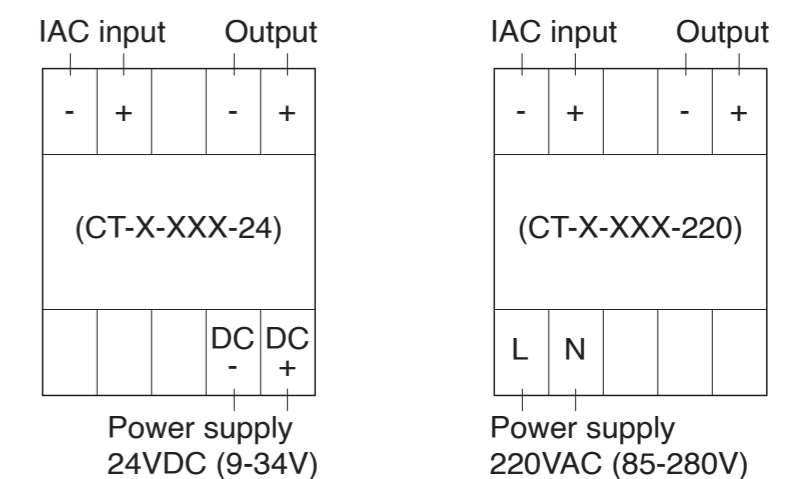 IAC input Output
- + - +
(CT-X-XXX-24)
DC DC
- +
Power supply
24VDC (9-34V)
IAC input Output
- + - +
(CT-X-XXX-220)
L N
Power supply
220VAC (85-280V)